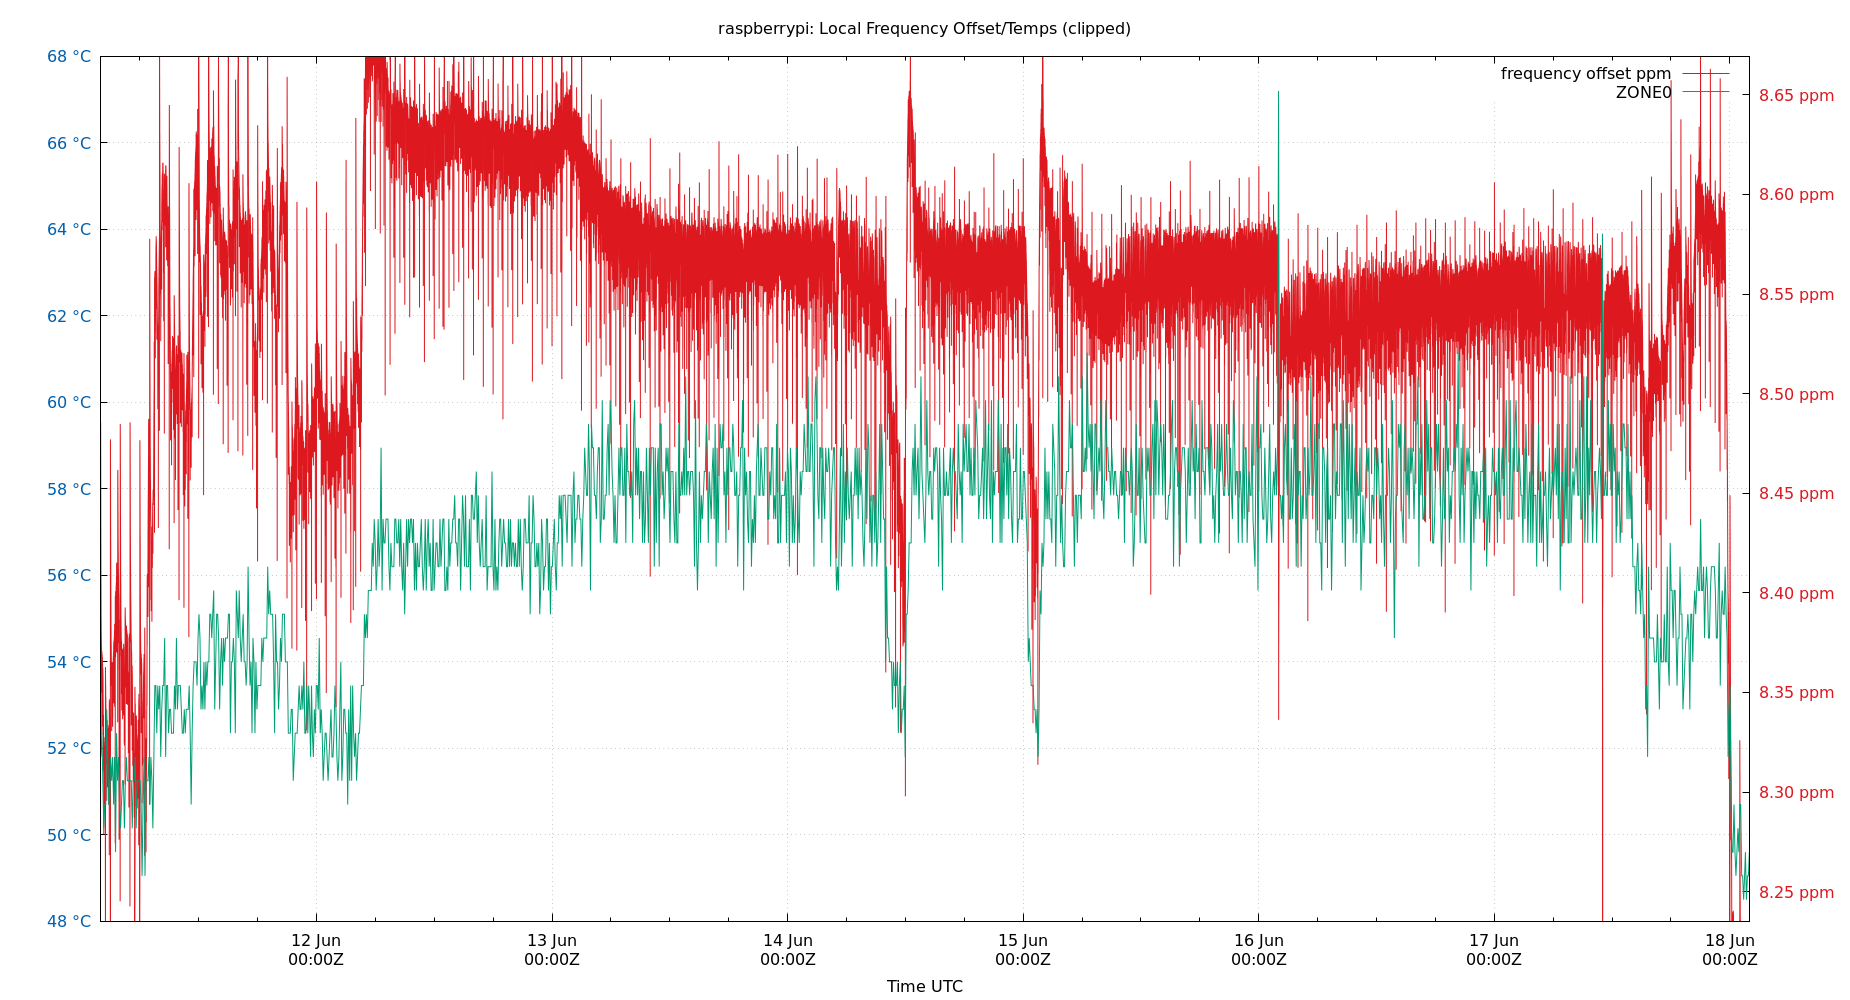 raspberrypi: Local Frequency Offset/Temps (clipped)
frequency offset ppm
ZONE0
68 °C
66 °C
64 °C
62 °C
60 °C
58 °C
56 °C
54 °C
52 °C
50 °C
48 °C
8.65 ppm
8.60 ppm
8.55 ppm
8.50 ppm
8.45 ppm
8.40 ppm
8.35 ppm
8.30 ppm
8.25 ppm
12 Jun
00:00Z
13 Jun
00:00Z
14 Jun
00:00Z
15 Jun
00:00Z
16 Jun
00:00Z
17 Jun
00:00Z
18 Jun
00:00Z
Time UTC